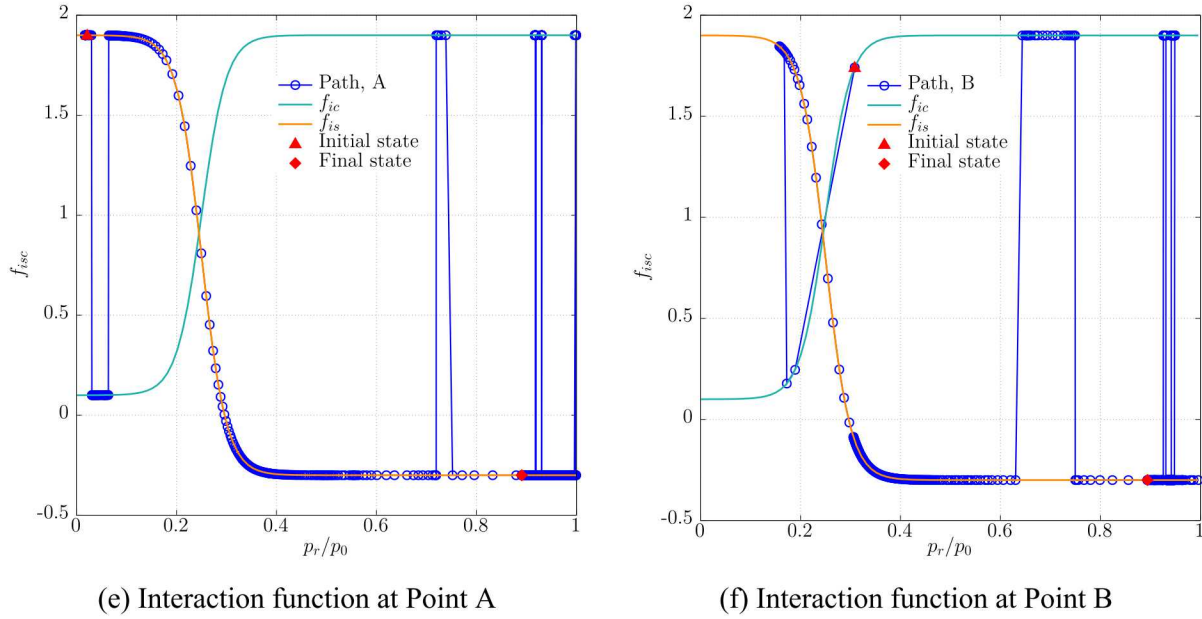 2
1.5
1
0.5
0
-0.5
f_isc
0
0.2
0.4
0.6
0.8
1
p_r/p_0
Path, A
f_ic
f_is
Initial state
Final state
(e) Interaction function at Point A
2
1.5
1
0.5
0
-0.5
f_isc
0
0.2
0.4
0.6
0.8
1
p_r/p_0
Path, B
f_ic
f_is
Initial state
Final state
(f) Interaction function at Point B